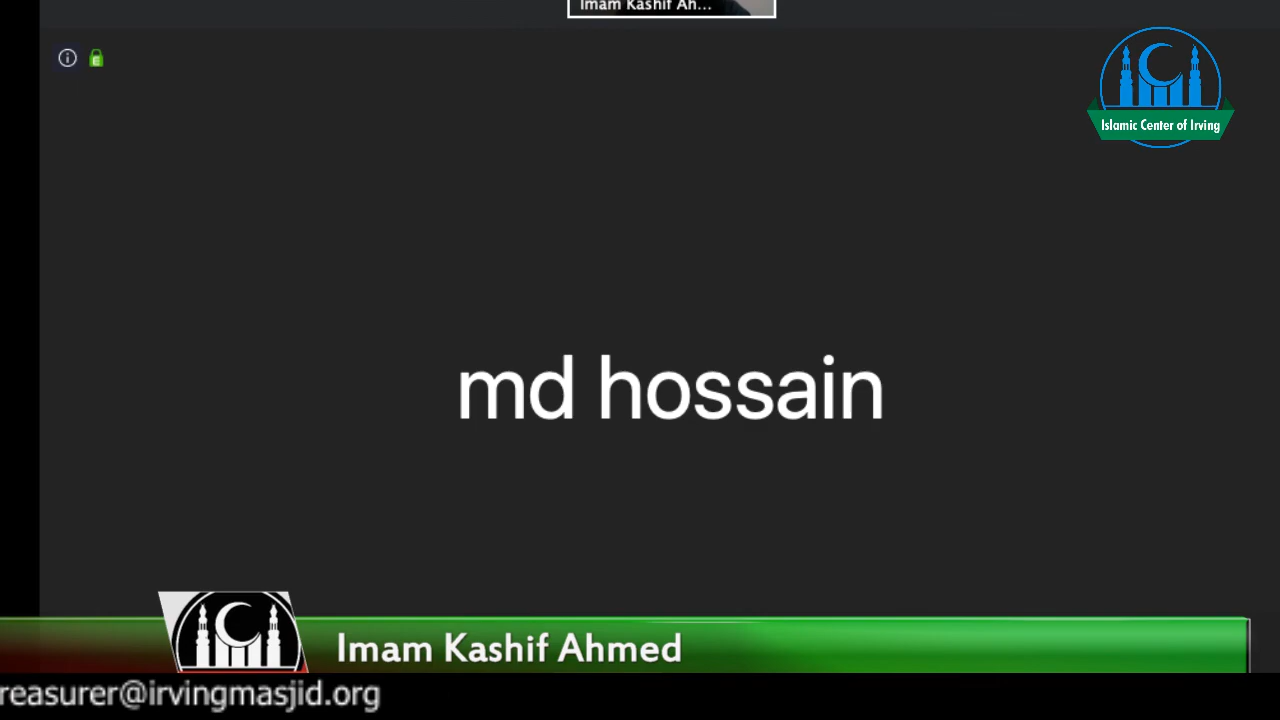 Imam Kashif Ah...
Islamic Center of Irving
md hossain
Imam Kashif Ahmed
reasurer@irvingmasjid.org